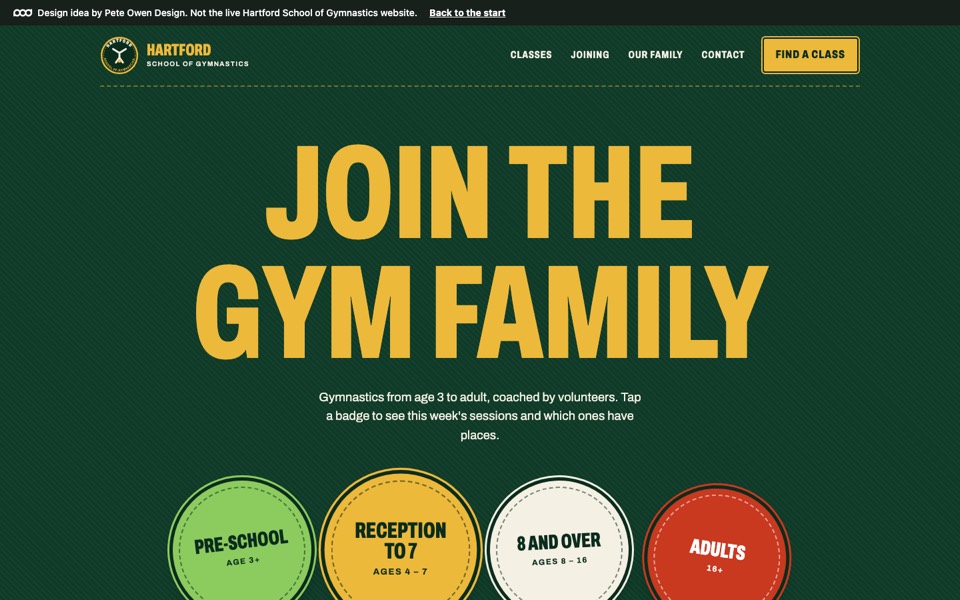 Design idea by Pete Owen Design. Not the live Hartford School of Gymnastics website. Back to the start
HARTFORD
HARTFORD
SCHOOL OF GYMNASTICS
CLASSES JOINING OUR FAMILY CONTACT FIND A CLASS
JOIN THE
GYM FAMILY
Gymnastics from age 3 to adult, coached by volunteers. Tap
a badge to see this week's sessions and which ones have
places.
PRE-SCHOOL
AGE 3+
RECEPTION
TO 7
AGES 4 – 7
8 AND OVER
AGES 8 – 16
ADULTS
16+